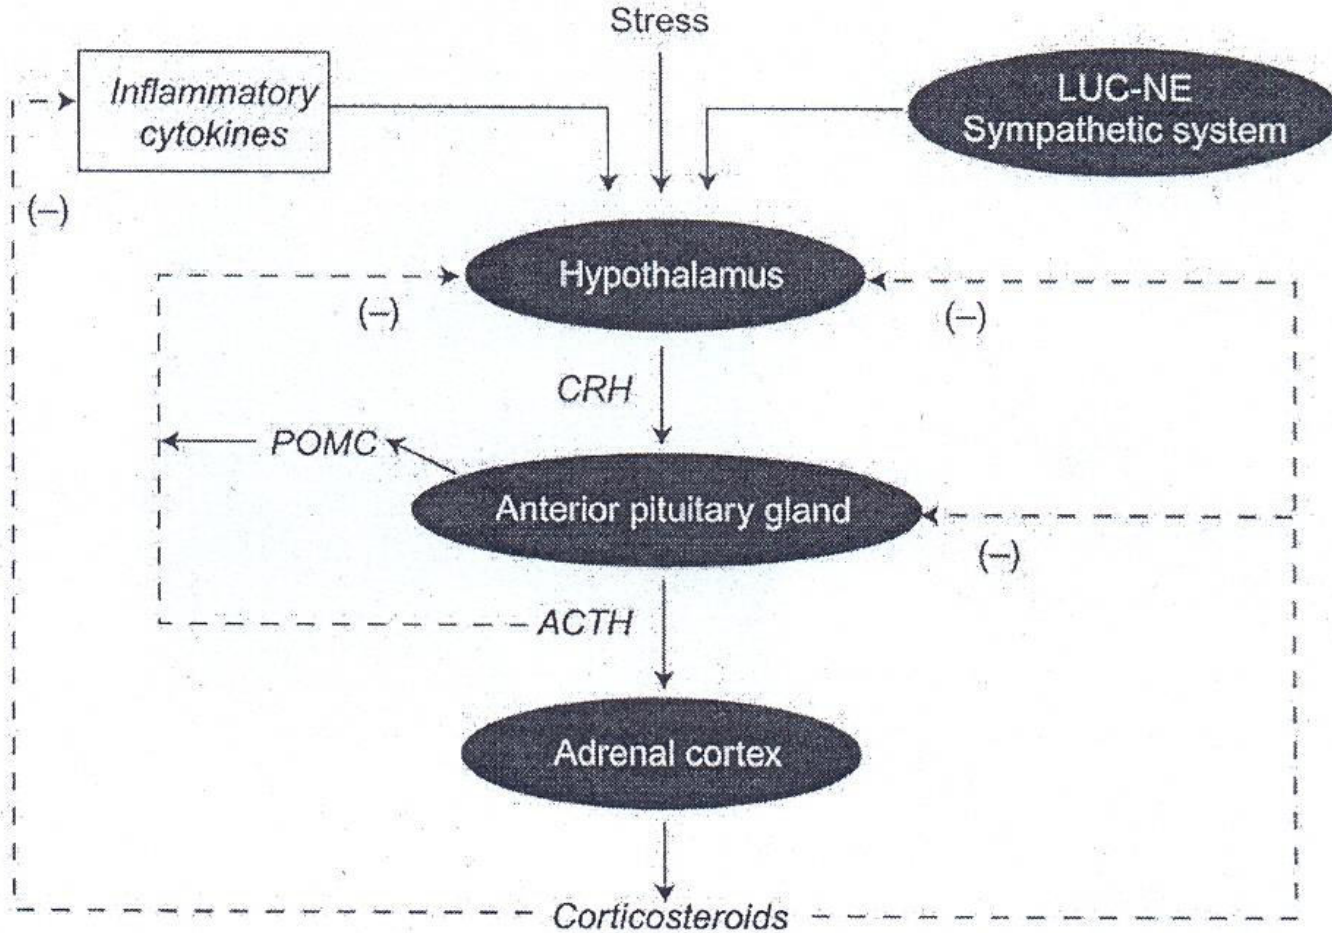 Stress
Inflammatory
cytokines
LUC-NE
Sympathetic system
(–)
Hypothalamus
(–)
(–)
CRH
POMC
Anterior pituitary gland
(–)
ACTH
Adrenal cortex
Corticosteroids